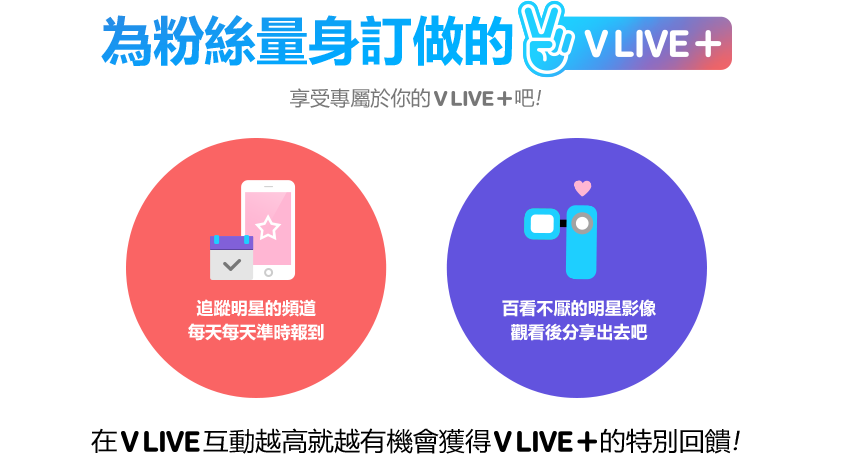 為粉絲量身訂做的 V LIVE+
享受專屬於你的 V LIVE+吧!
追蹤明星的頻道
每天每天準時報到
百看不厭的明星影像
觀看後分享出去吧
在 V LIVE 互動越高就越有機會獲得 V LIVE+的特別回饋!